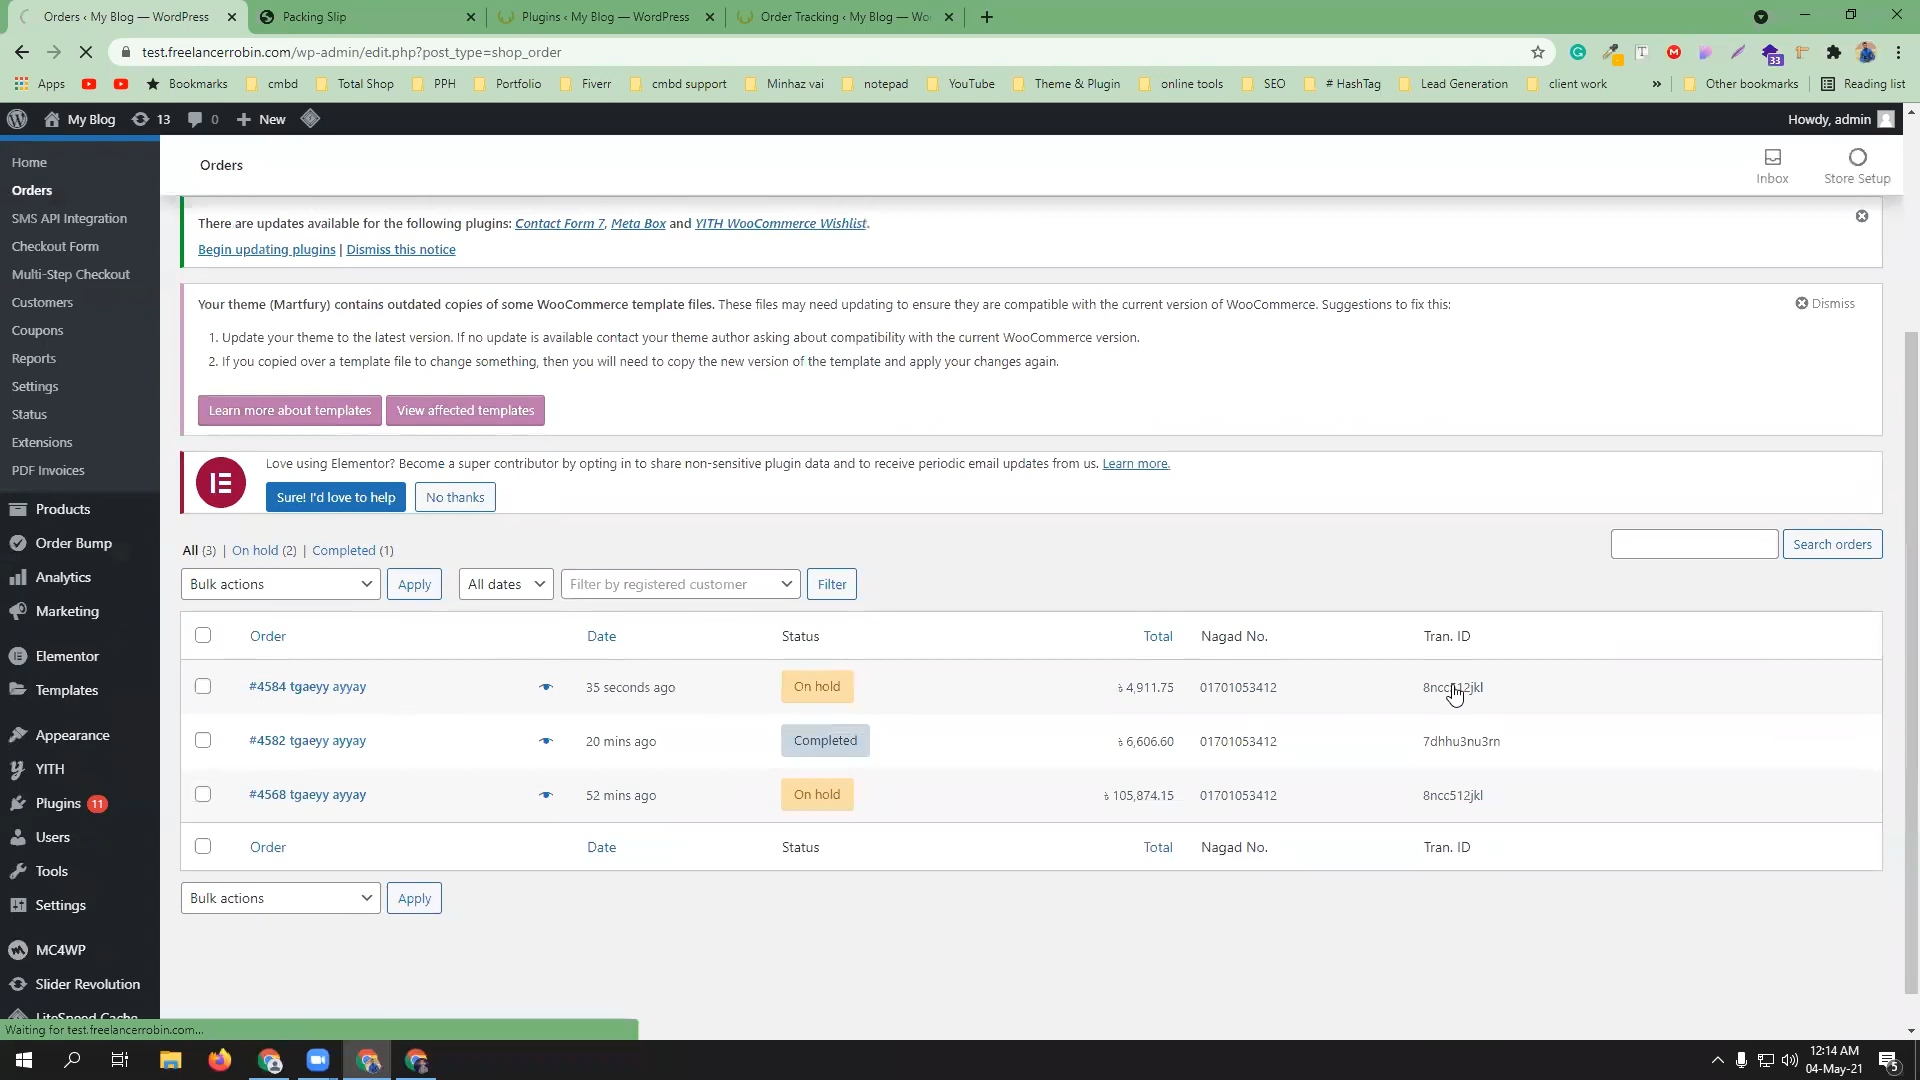 Orders ‹ My Blog — WordPress
Packing Slip
Plugins ‹ My Blog — WordPress
Order Tracking ‹ My Blog — Wo
test.freelancerrobin.com/wp-admin/edit.php?post_type=shop_order
33
Apps
Bookmarks
cmbd
Total Shop
PPH
Portfolio
Fiverr
cmbd support
Minhaz vai
notepad
YouTube
Theme & Plugin
online tools
SEO
# HashTag
Lead Generation
client work
»
Other bookmarks
Reading list
My Blog
13
0
New
Howdy, admin
Home
Orders
SMS API Integration
Checkout Form
Multi-Step Checkout
Customers
Coupons
Reports
Settings
Status
Extensions
PDF Invoices
Products
Order Bump
Analytics
Marketing
Elementor
Templates
Appearance
YITH
Plugins 11
Users
Tools
Settings
MC4WP
Slider Revolution
LiteSpeed Cache
Orders
Inbox
Store Setup
There are updates available for the following plugins: Contact Form 7, Meta Box and YITH WooCommerce Wishlist.
Begin updating plugins | Dismiss this notice
Your theme (Martfury) contains outdated copies of some WooCommerce template files. These files may need updating to ensure they are compatible with the current version of WooCommerce. Suggestions to fix this:
Dismiss
1. Update your theme to the latest version. If no update is available contact your theme author asking about compatibility with the current WooCommerce version.
2. If you copied over a template file to change something, then you will need to copy the new version of the template and apply your changes again.
Learn more about templates
View affected templates
Love using Elementor? Become a super contributor by opting in to share non-sensitive plugin data and to receive periodic email updates from us. Learn more.
Sure! I'd love to help
No thanks
All (3) | On hold (2) | Completed (1)
Search orders
Bulk actions
Apply
All dates
Filter by registered customer
Filter
Order Date Status Total Nagad No. Tran. ID
#4584 tgaeyy ayyay 35 seconds ago On hold ৳ 4,911.75 01701053412 8ncc512jkl
#4582 tgaeyy ayyay 20 mins ago Completed ৳ 6,606.60 01701053412 7dhhu3nu3rn
#4568 tgaeyy ayyay 52 mins ago On hold ৳ 105,874.15 01701053412 8ncc512jkl
Order Date Status Total Nagad No. Tran. ID
Bulk actions
Apply
Waiting for test.freelancerrobin.com...
12:14 AM
04-May-21
5